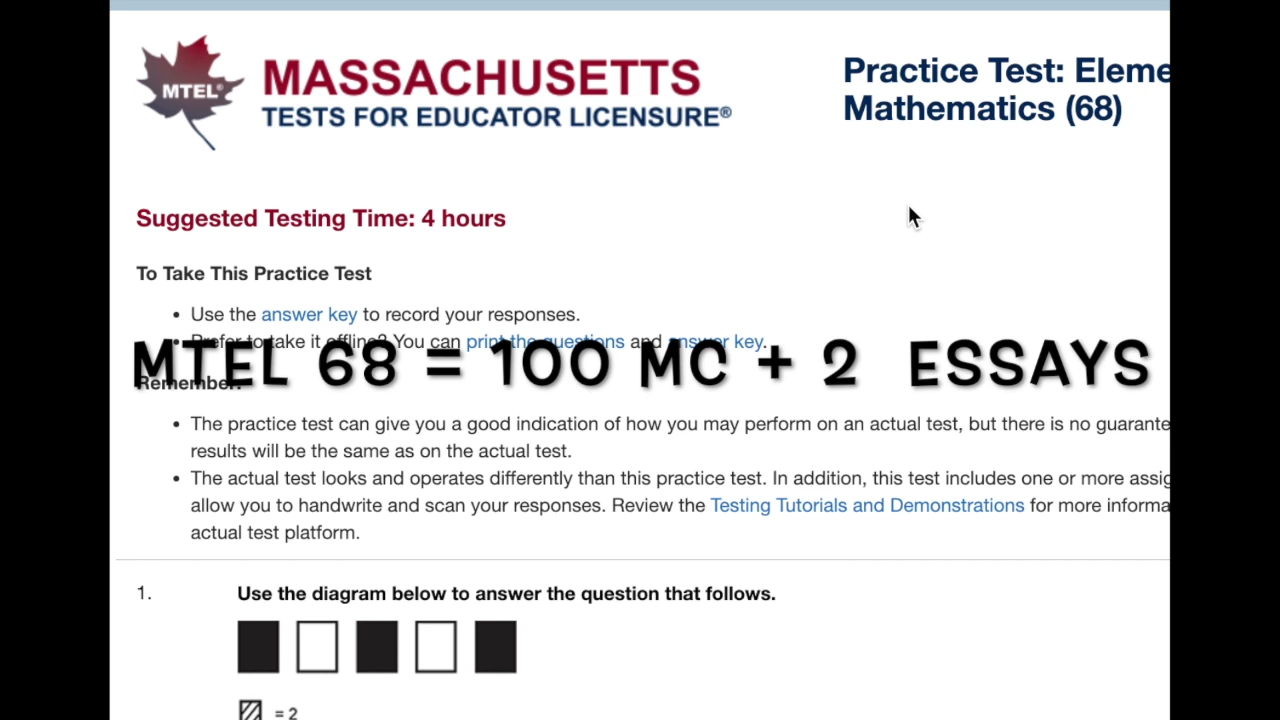 MTEL®
MASSACHUSETTS
TESTS FOR EDUCATOR LICENSURE®
Practice Test: Eleme
Mathematics (68)
Suggested Testing Time: 4 hours
To Take This Practice Test
• Use the answer key to record your responses.
• Prefer to take it offline? You can print the questions and answer key.
MTEL 68 = 100 MC + 2 ESSAYS
Remember:
• The practice test can give you a good indication of how you may perform on an actual test, but there is no guarante
results will be the same as on the actual test.
• The actual test looks and operates differently than this practice test. In addition, this test includes one or more assig
allow you to handwrite and scan your responses. Review the Testing Tutorials and Demonstrations for more informa
actual test platform.
1. Use the diagram below to answer the question that follows.
= 2